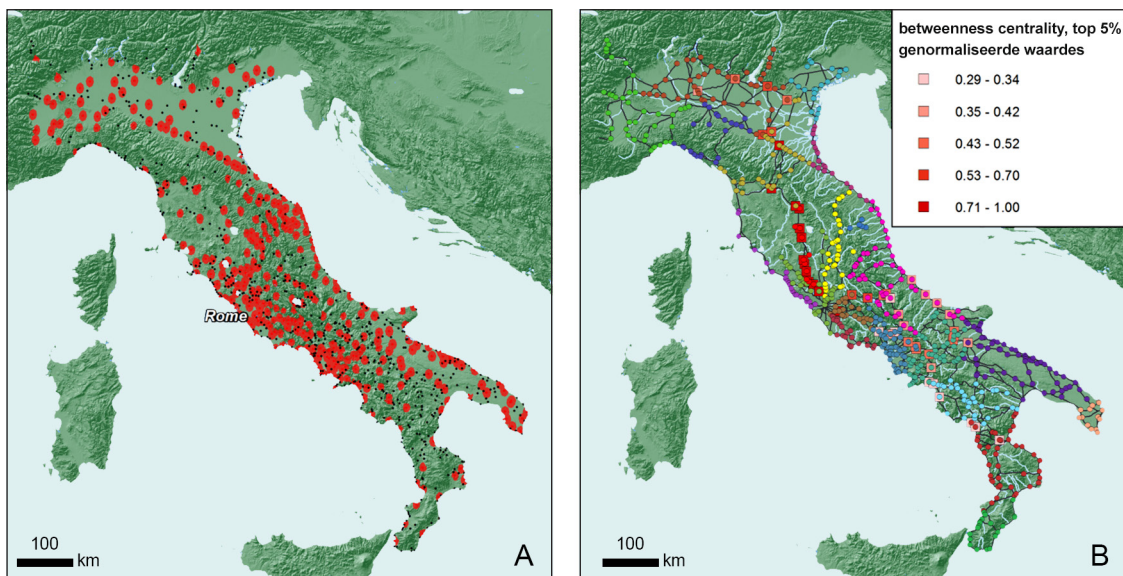 Rome
100
km
A
betweenness centrality, top 5%
genormaliseerde waardes
0.29 - 0.34
0.35 - 0.42
0.43 - 0.52
0.53 - 0.70
0.71 - 1.00
100
km
B